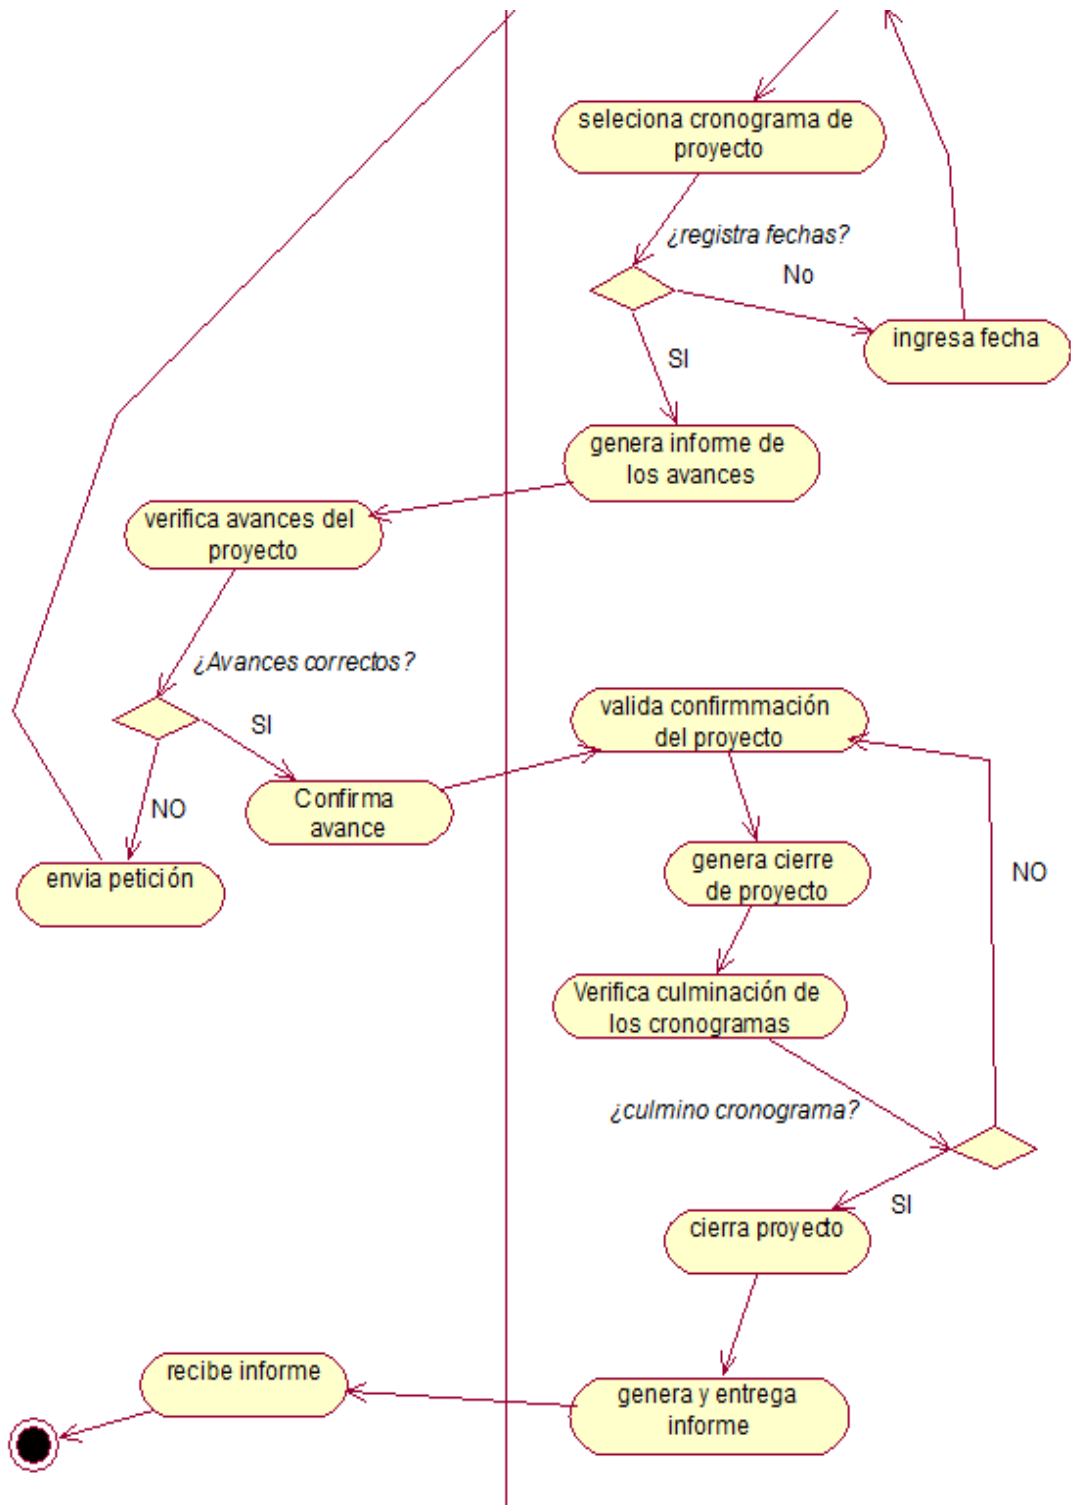 seleciona cronograma de
proyecto
¿registra fechas?
No
ingresa fecha
SI
genera informe de
los avances
verifica avances del
proyecto
¿Avances correctos?
SI
NO
Confirma
avance
envia petición
valida confirmmación
del proyecto
genera cierre
de proyecto
NO
Verifica culminación de
los cronogramas
¿culmino cronograma?
SI
cierra proyecto
recibe informe
genera y entrega
informe